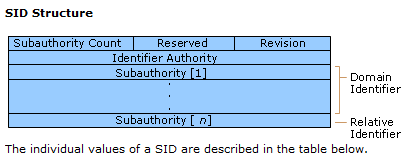 SID Structure
Subauthority Count Reserved Revision
Identifier Authority
Subauthority [1]
.
.
.
Subauthority [ n]
Domain
Identifier
Relative
Identifier
The individual values of a SID are described in the table below.